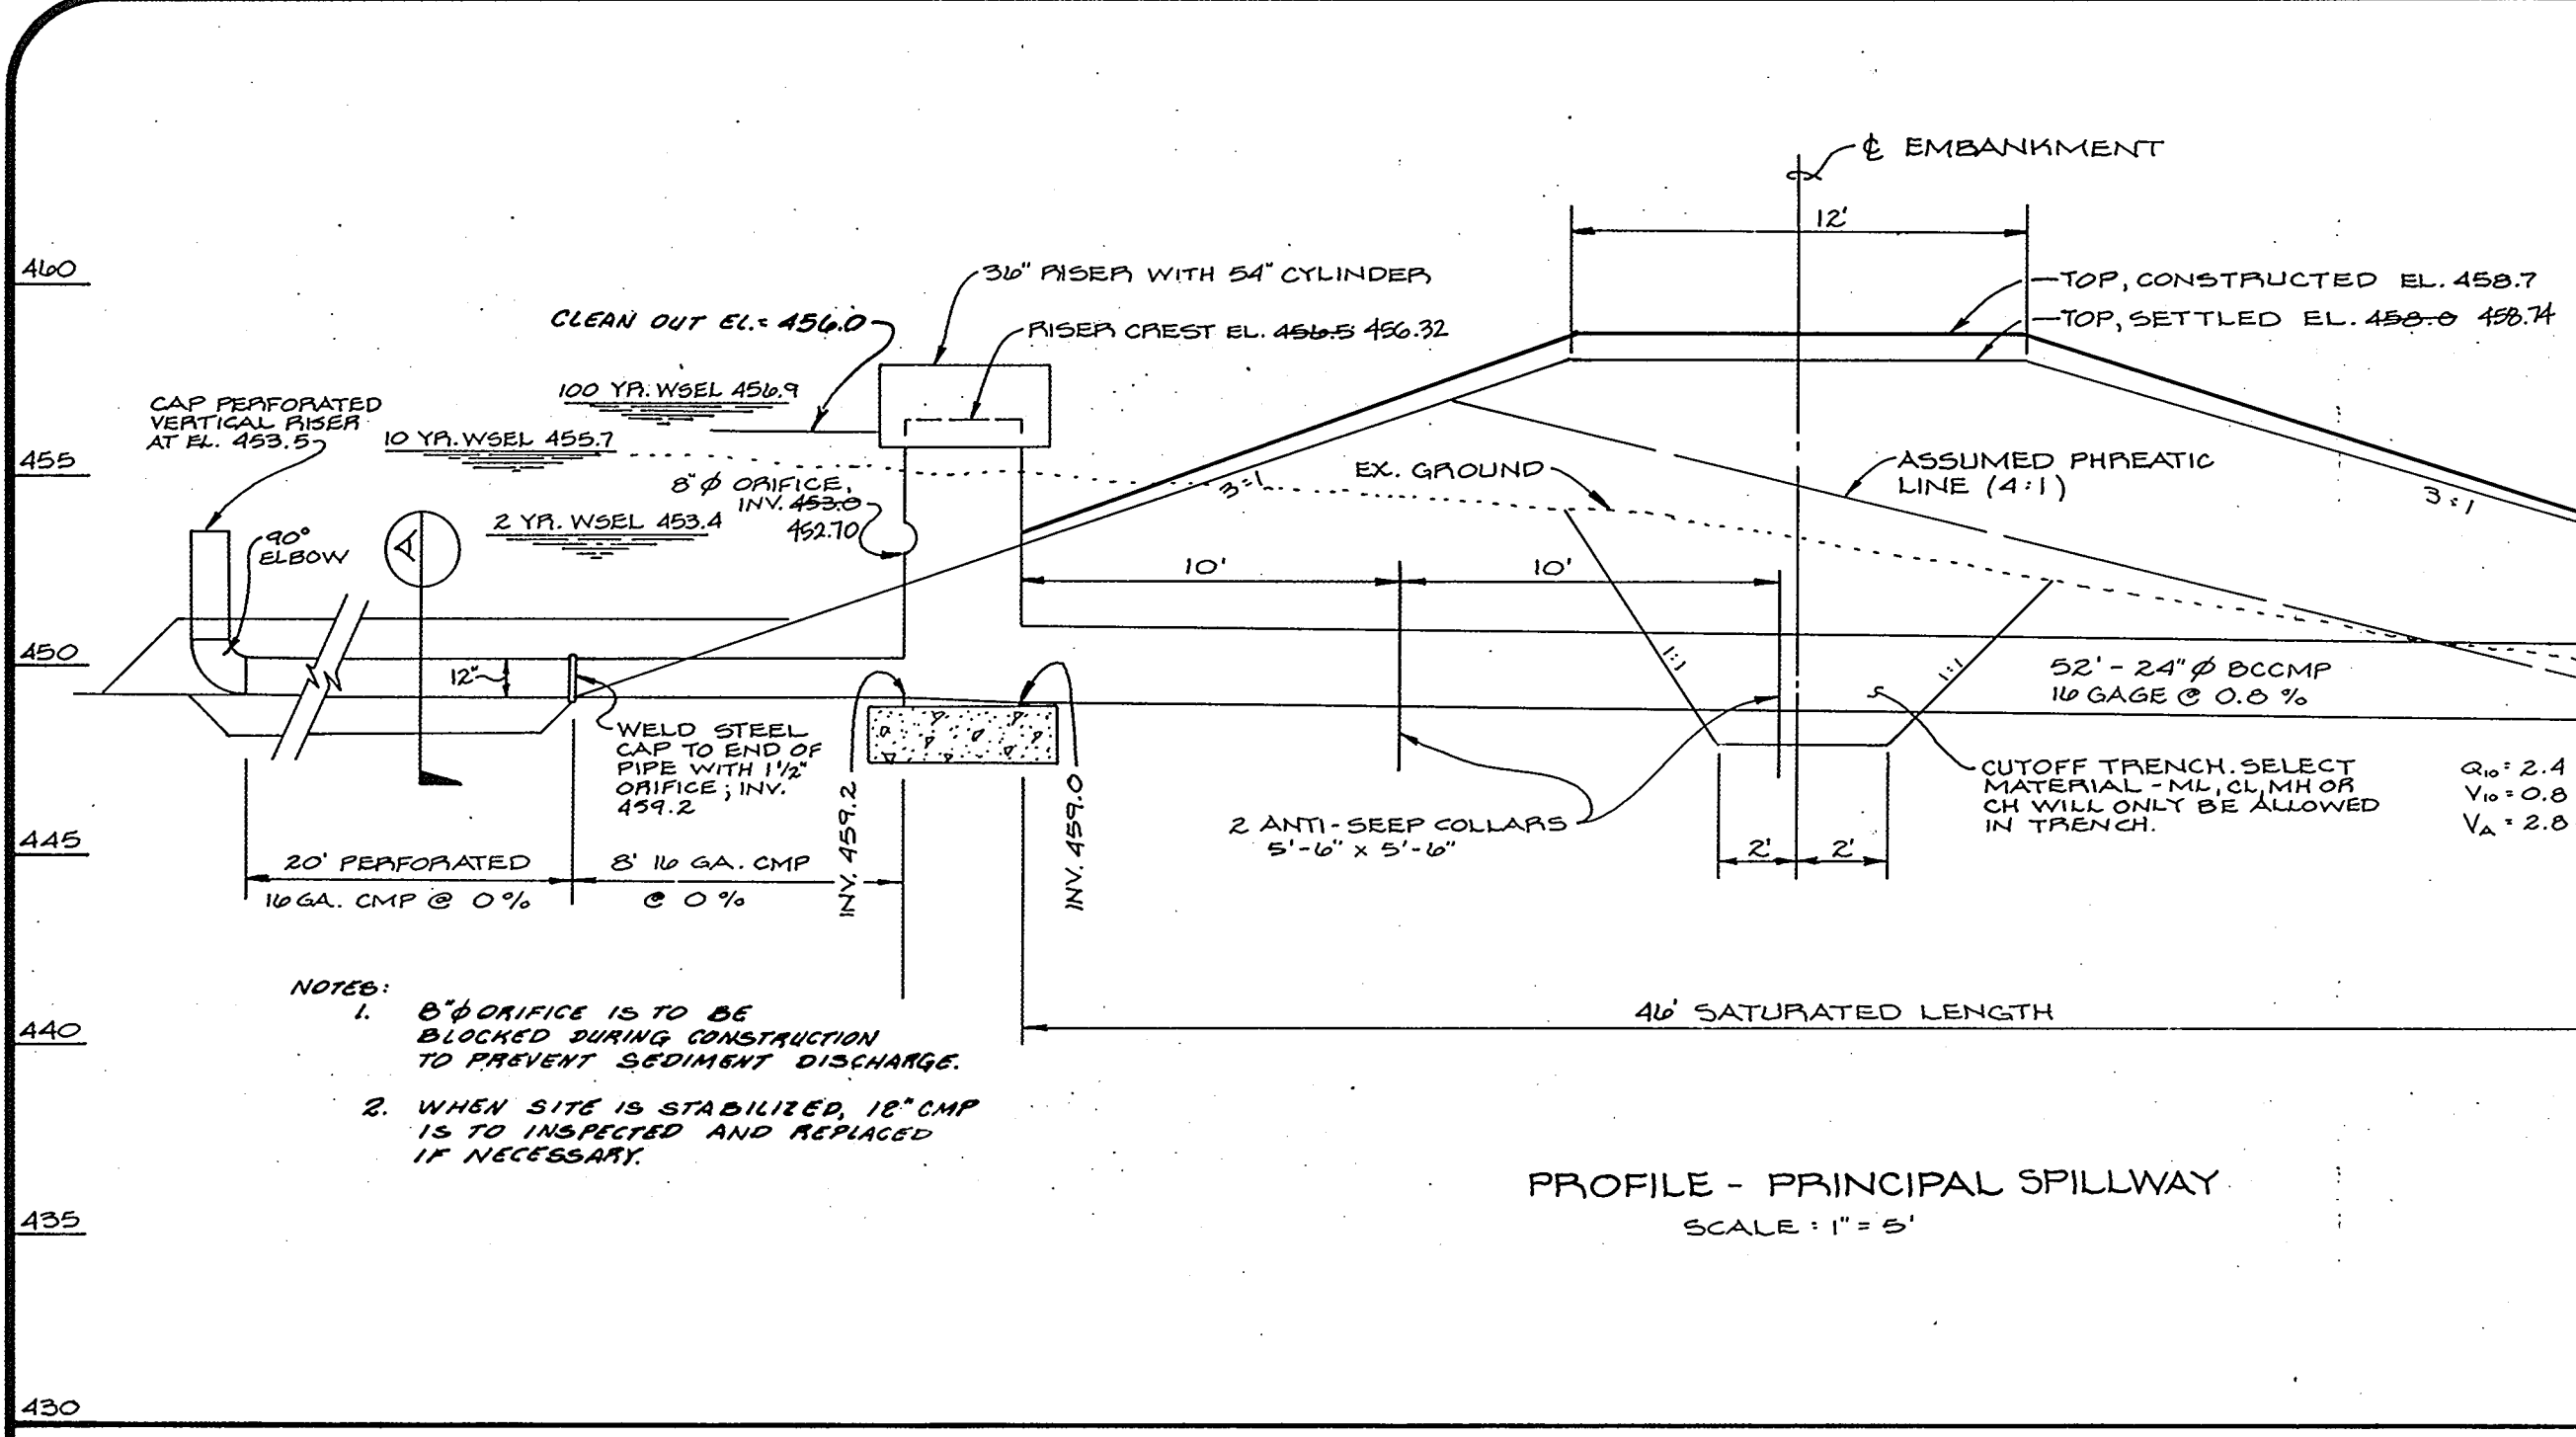 ℄ EMBANKMENT
12'
460
36" RISER WITH 54" CYLINDER
TOP, CONSTRUCTED EL. 458.7
CLEAN OUT EL.= 456.0
RISER CREST EL. 456.5 456.32
TOP, SETTLED EL. 458.0 458.74
100 YR. WSEL 456.9
CAP PERFORATED
VERTICAL RISER
AT EL. 453.5
10 YR. WSEL 455.7
455
8" Ø ORIFICE,
INV. 453.0
452.70
3:1
EX. GROUND
ASSUMED PHREATIC
LINE (4:1)
3:1
2 YR. WSEL 453.4
90°
ELBOW
A
10'
10'
450
12"
1:1
1:1
52' - 24" Ø BCCMP
16 GAGE @ 0.8 %
WELD STEEL
CAP TO END OF
PIPE WITH 1 1/2"
ORIFICE; INV.
459.2
INV. 459.2
INV. 459.0
CUTOFF TRENCH. SELECT
MATERIAL - ML, CL, MH OR
CH WILL ONLY BE ALLOWED
IN TRENCH.
Q10 = 2.4
V10 = 0.8
VA = 2.8
2 ANTI-SEEP COLLARS
5'-6" x 5'-6"
445
2'
2'
20' PERFORATED
16 GA. CMP @ 0 %
8' 16 GA. CMP
@ 0 %
NOTES:
1. 8" Ø ORIFICE IS TO BE
BLOCKED DURING CONSTRUCTION
TO PREVENT SEDIMENT DISCHARGE.
46' SATURATED LENGTH
440
2. WHEN SITE IS STABILIZED, 12" CMP
IS TO INSPECTED AND REPLACED
IF NECESSARY.
PROFILE - PRINCIPAL SPILLWAY
SCALE : 1" = 5'
435
430